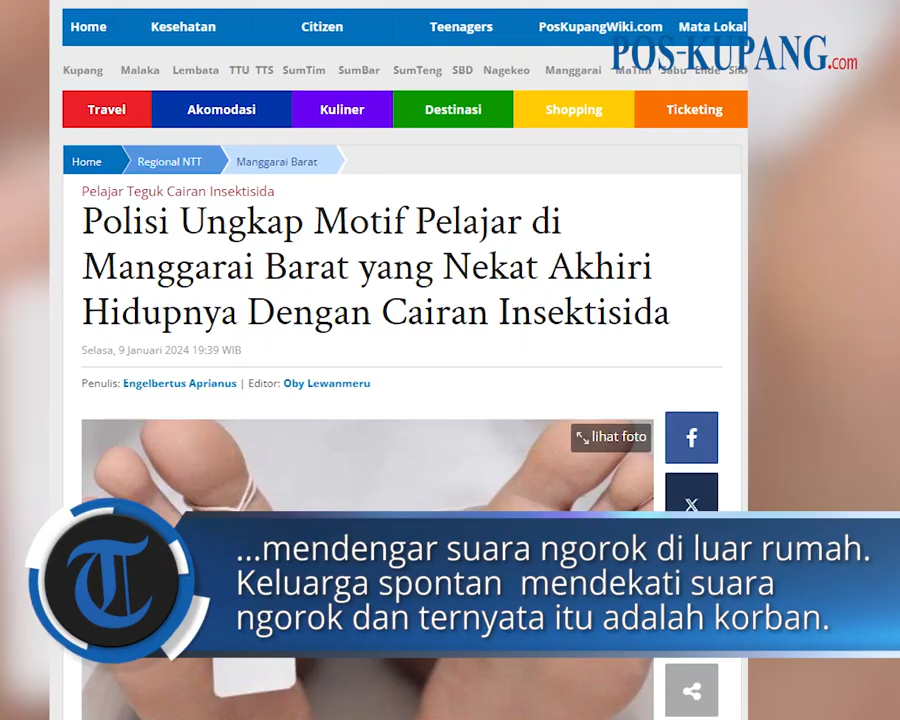 Home Kesehatan Citizen Teenagers PosKupangWiki.com Mata Lokal
POS-KUPANG.com
Kupang Malaka Lembata TTU TTS SumTim SumBar SumTeng SBD Nagekeo Manggarai MaTim Sabu Ende Sik
Travel Akomodasi Kuliner Destinasi Shopping Ticketing
Home Regional NTT Manggarai Barat
Pelajar Teguk Cairan Insektisida
Polisi Ungkap Motif Pelajar di
Manggarai Barat yang Nekat Akhiri
Hidupnya Dengan Cairan Insektisida
Selasa, 9 Januari 2024 19:39 WIB
Penulis: Engelbertus Aprianus | Editor: Oby Lewanmeru
lihat foto
f
X
T
...mendengar suara ngorok di luar rumah.
Keluarga spontan mendekati suara
ngorok dan ternyata itu adalah korban.